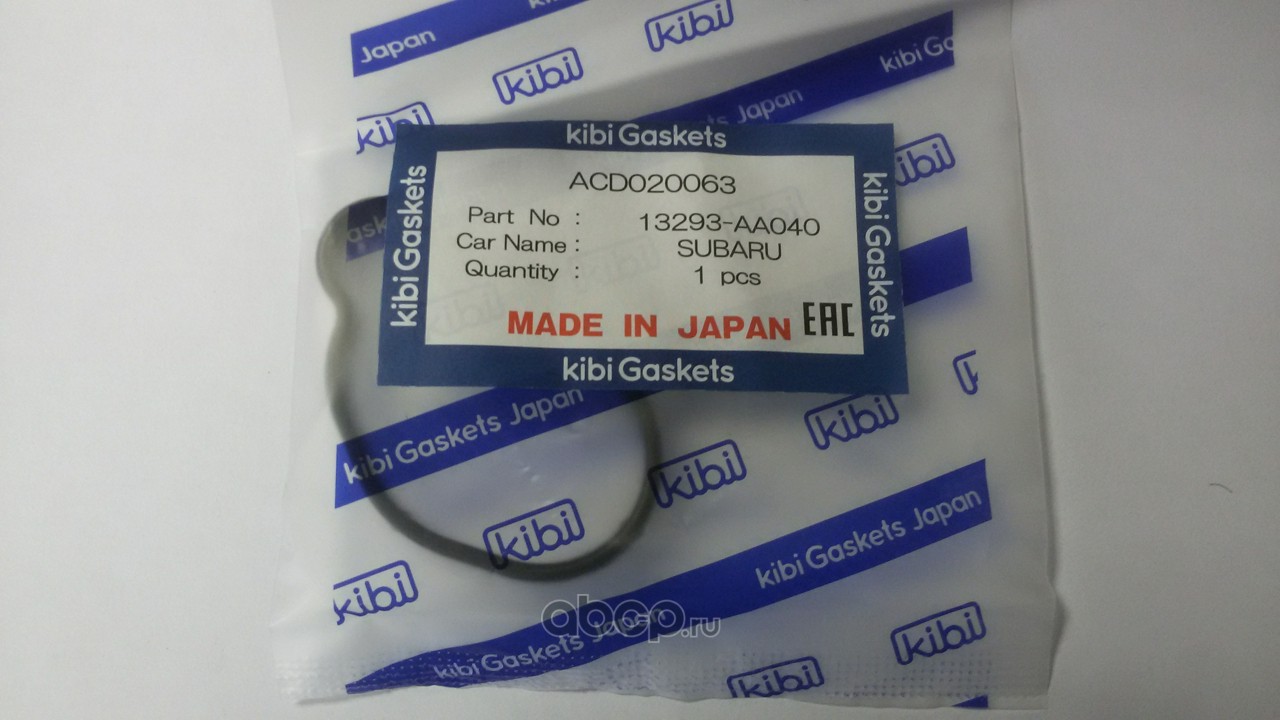 Japan
kibi
kibi
kibi Ga
kibi
Gaskets Japan
kibi
kibi Gaskets
ACD020063
kibi Gaskets
kibi Gaskets
Part No : 13293-AA040
Car Name : SUBARU
Quantity : 1 pcs
MADE IN JAPAN EAC
kibi Gaskets
kibi Gaskets Japan
kibi
kibi
kibi
kibi Gaskets Japan
kibi
abcp.ru
kibi Gaskets Japan
kibi
kibi